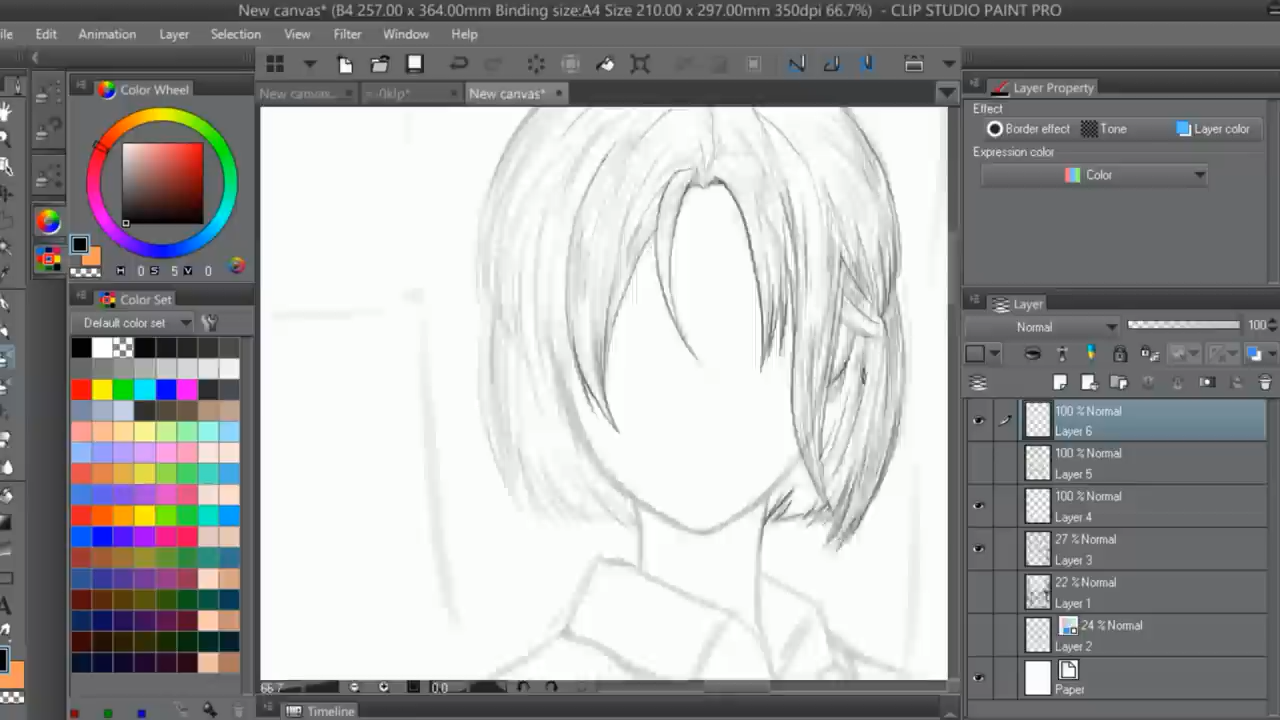 New canvas* (B4 257.00 x 364.00mm Binding size:A4 Size 210.00 x 297.00mm 350dpi 66.7%) - CLIP STUDIO PAINT PRO
ile Edit Animation Layer Selection View Filter Window Help
New canvas... =-0klp* New canvas*
Color Wheel
H 0 S 5 V 0
Color Set
Default color set
Layer Property
Effect
Border effect Tone Layer color
Expression color
Color
Layer
Normal 100
100 % Normal
Layer 6
100 % Normal
Layer 5
100 % Normal
Layer 4
27 % Normal
Layer 3
22 % Normal
Layer 1
24 % Normal
Layer 2
Paper
66.7 0.0
Timeline